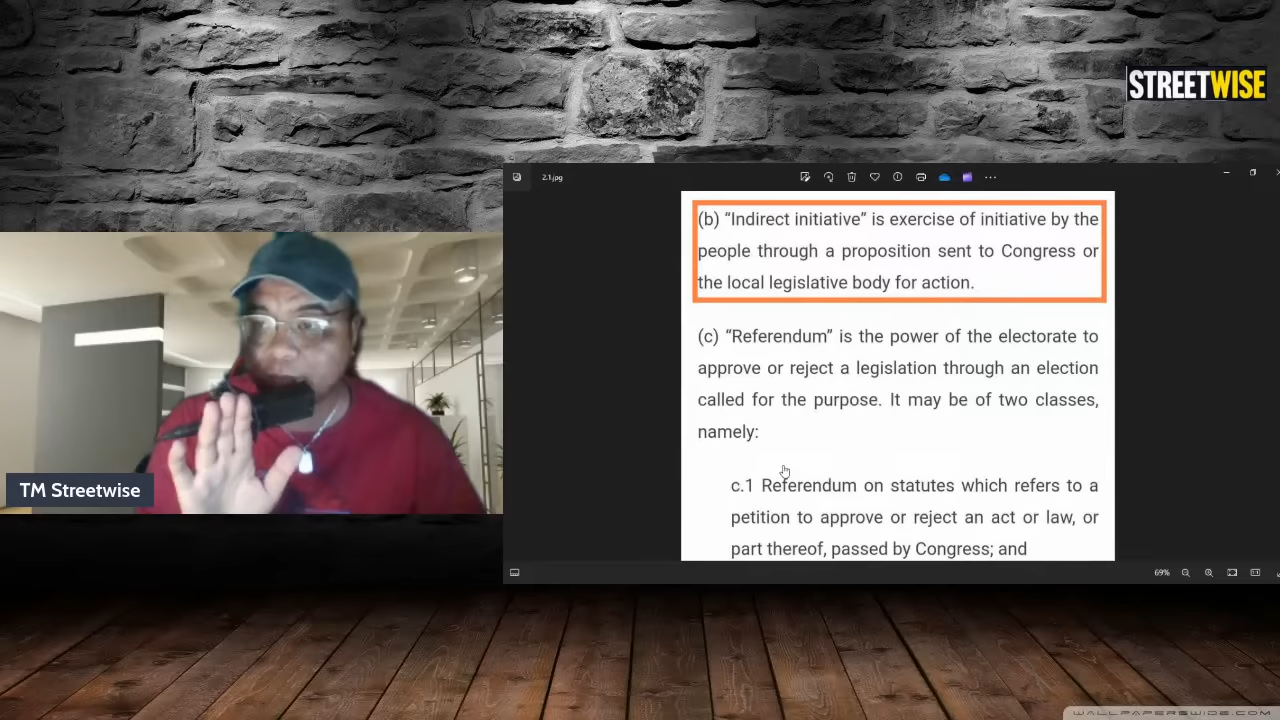 STREETWISE
2.1.jpg
(b) “Indirect initiative” is exercise of initiative by the
people through a proposition sent to Congress or
the local legislative body for action.
(c) “Referendum” is the power of the electorate to
approve or reject a legislation through an election
called for the purpose. It may be of two classes,
namely:
c.1 Referendum on statutes which refers to a
petition to approve or reject an act or law, or
part thereof, passed by Congress; and
TM Streetwise
69%
WALLPAPERSWIDE.COM